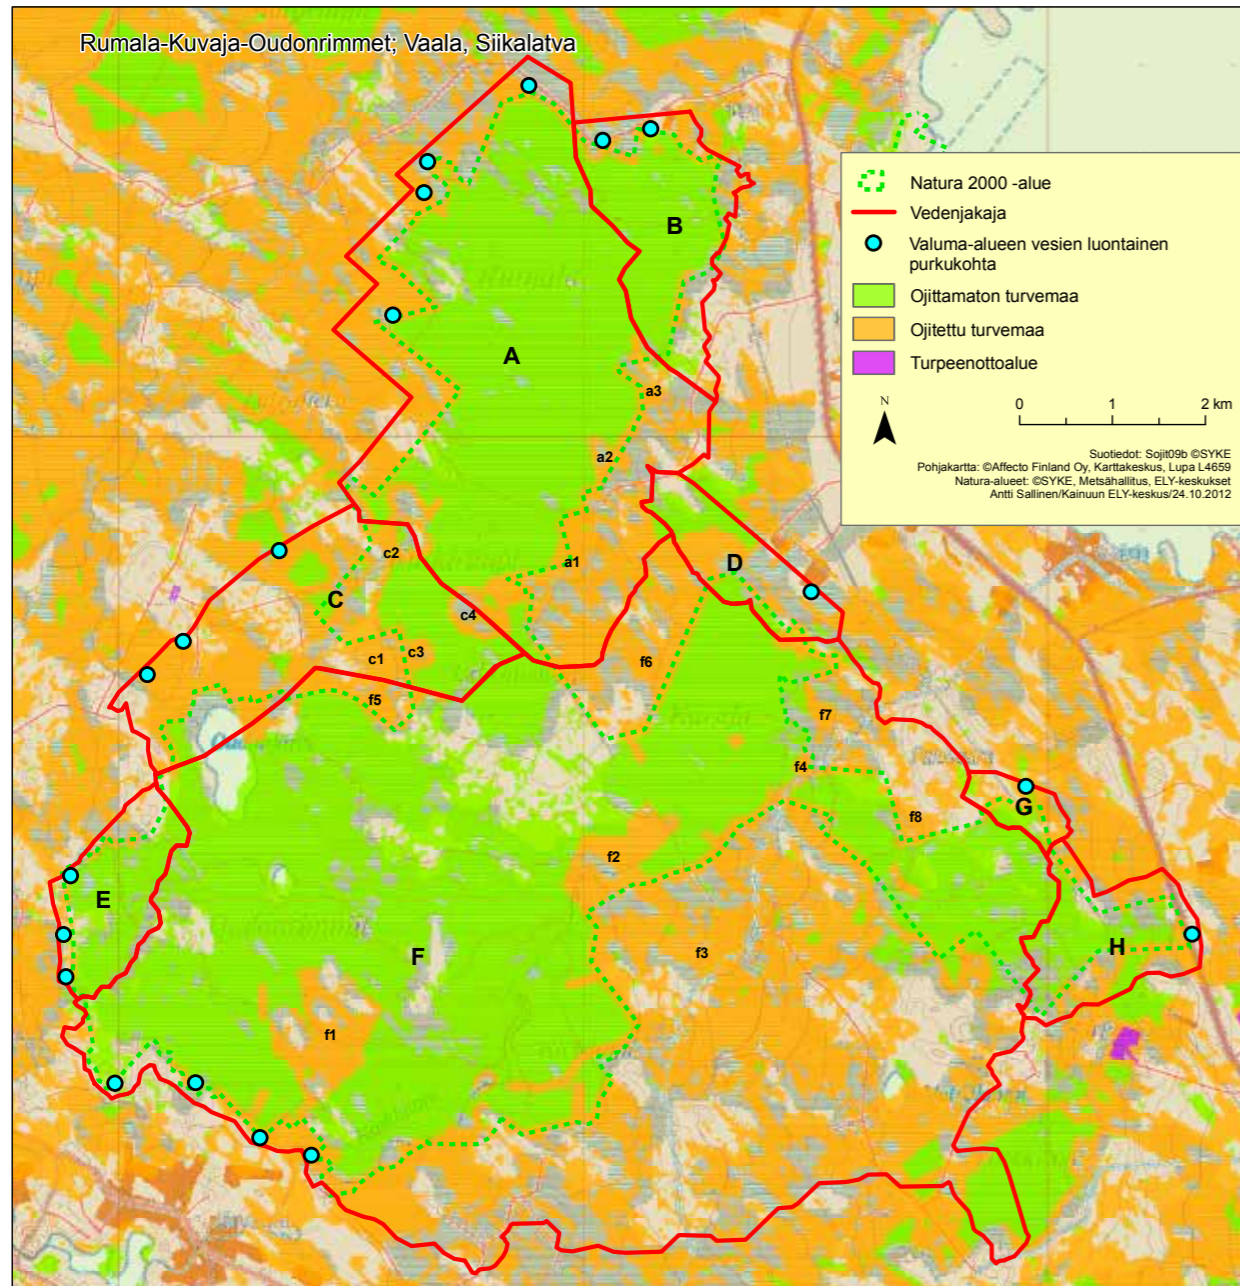 Rumala-Kuvaja-Oudonrimmet; Vaala, Siikalatva
Natura 2000 -alue
Vedenjakaja
Valuma-alueen vesien luontainen
purkukohta
Ojittamaton turvemaa
Ojitettu turvemaa
Turpeenottoalue
N
0 1 2 km
Suotiedot: Sojit09b ©SYKE
Pohjakartta: ©Affecto Finland Oy, Karttakeskus, Lupa L4659
Natura-alueet: ©SYKE, Metsähallitus, ELY-keskukset
Antti Sallinen/Kainuun ELY-keskus/24.10.2012
B
A
a3
a2
c2
a1
D
C
c4
c1
c3
f6
f5
f7
f4
G
f8
f2
E
F
f3
H
f1